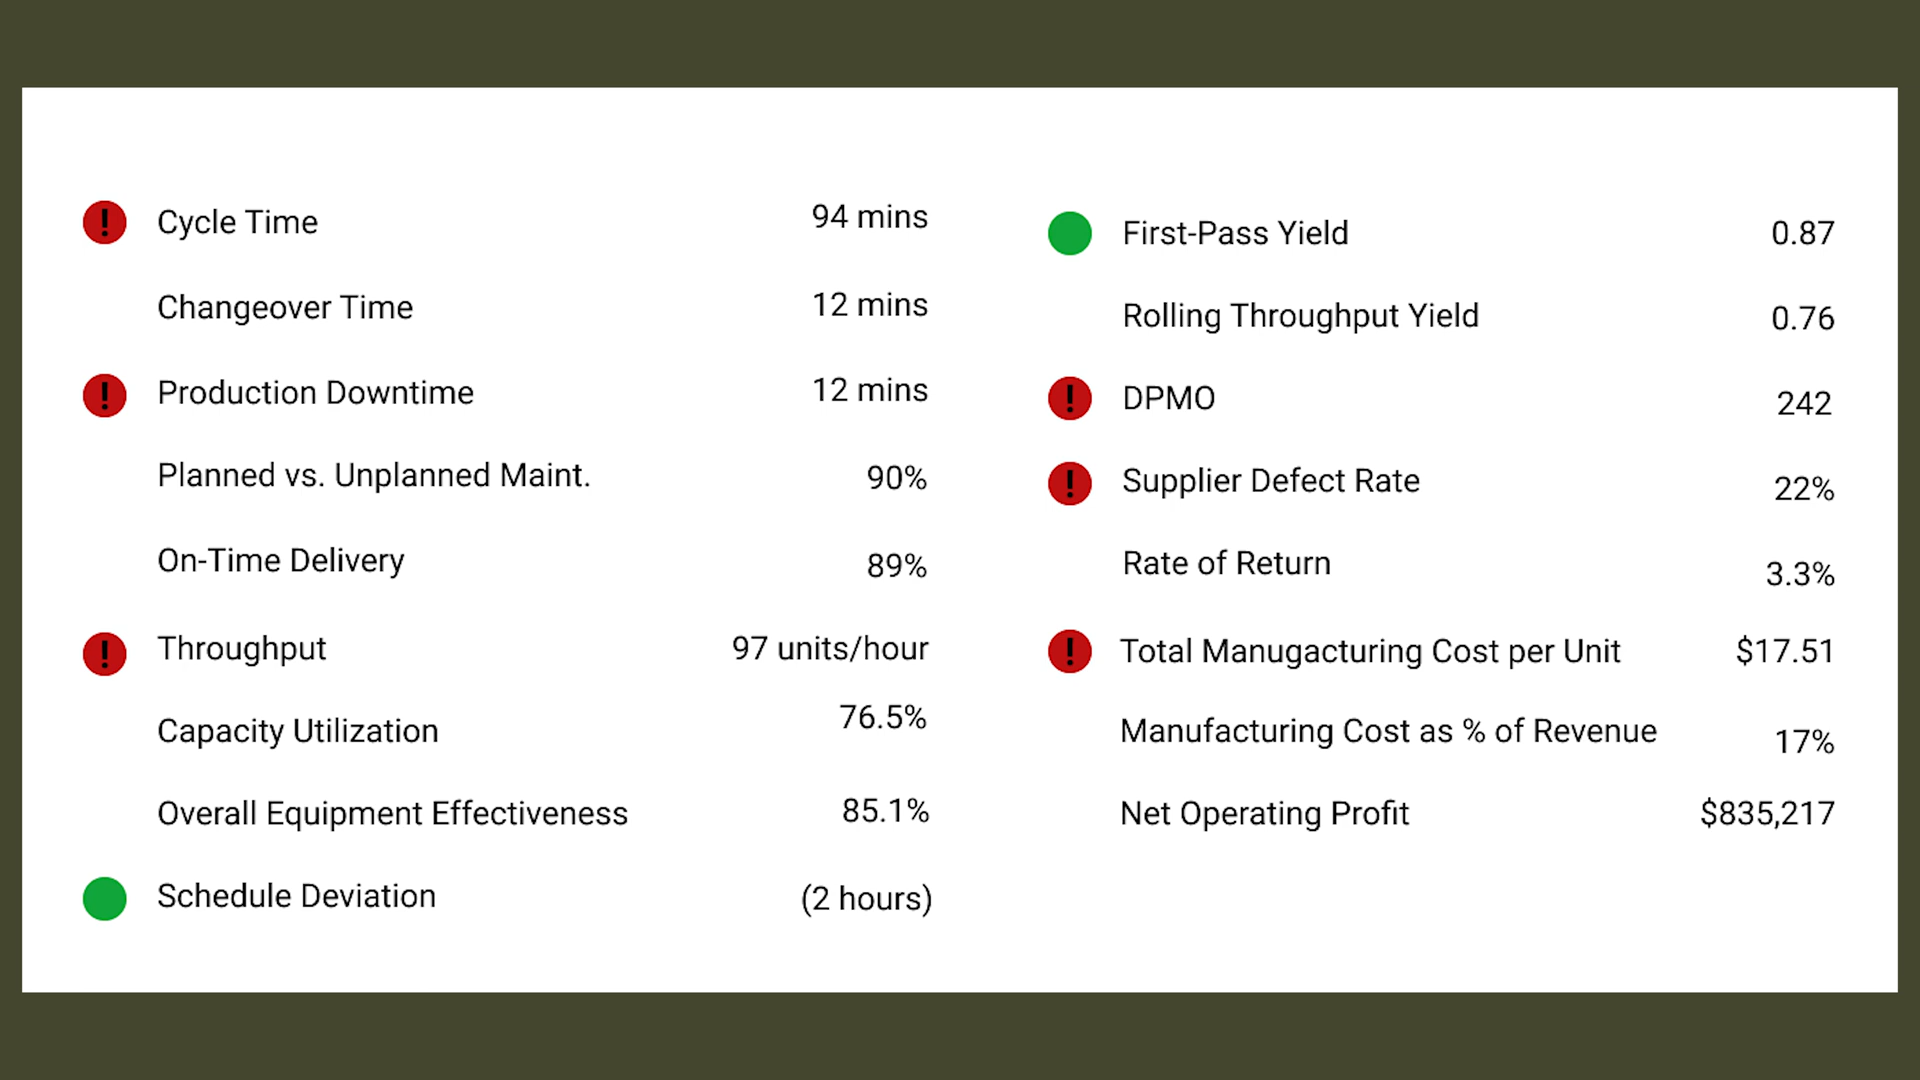 Cycle Time 94 mins
Changeover Time 12 mins
! Production Downtime 12 mins
Planned vs. Unplanned Maint. 90%
On-Time Delivery 89%
! Throughput 97 units/hour
Capacity Utilization 76.5%
Overall Equipment Effectiveness 85.1%
Schedule Deviation (2 hours)
First-Pass Yield 0.87
Rolling Throughput Yield 0.76
! DPMO 242
! Supplier Defect Rate 22%
Rate of Return 3.3%
! Total Manugacturing Cost per Unit $17.51
Manufacturing Cost as % of Revenue 17%
Net Operating Profit $835,217